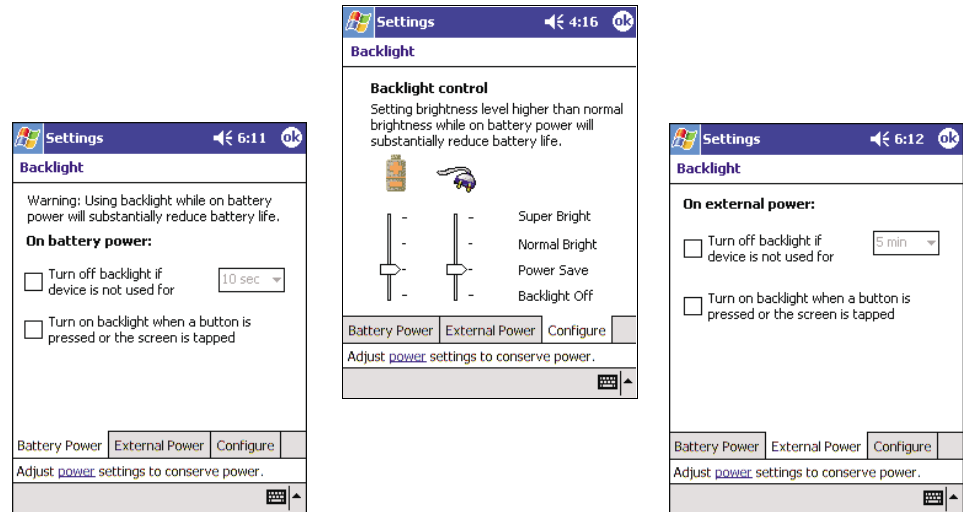 Settings 6:11 ok
Backlight
Warning: Using backlight while on battery
power will substantially reduce battery life.
On battery power:
Turn off backlight if
device is not used for
10 sec
Turn on backlight when a button is
pressed or the screen is tapped
Battery Power External Power Configure
Adjust power settings to conserve power.
Settings 4:16 ok
Backlight
Backlight control
Setting brightness level higher than normal
brightness while on battery power will
substantially reduce battery life.
Super Bright
Normal Bright
Power Save
Backlight Off
Battery Power External Power Configure
Adjust power settings to conserve power.
Settings 6:12 ok
Backlight
On external power:
Turn off backlight if
device is not used for
5 min
Turn on backlight when a button is
pressed or the screen is tapped
Battery Power External Power Configure
Adjust power settings to conserve power.